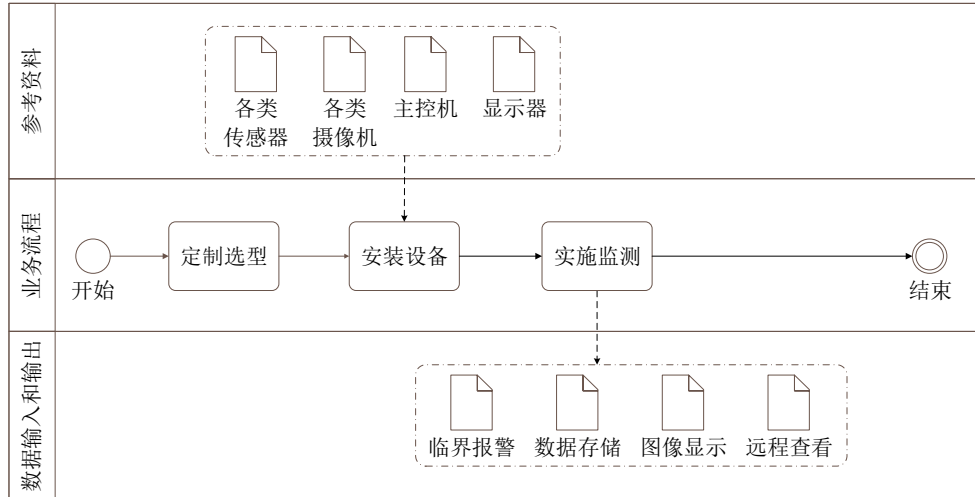 参考资料
各类
传感器
各类
摄像机
主控机
显示器
业务流程
开始
定制选型
安装设备
实施监测
结束
数据输入和输出
临界报警
数据存储
图像显示
远程查看